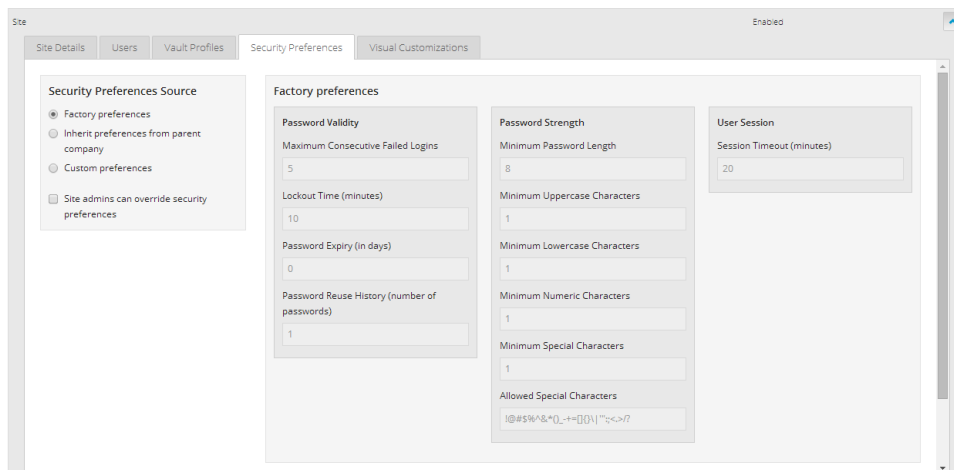 Site
Enabled
Site Details
Users
Vault Profiles
Security Preferences
Visual Customizations
Security Preferences Source
Factory preferences
Inherit preferences from parent
company
Custom preferences
Site admins can override security
preferences
Factory preferences
Password Validity
Maximum Consecutive Failed Logins
5
Lockout Time (minutes)
10
Password Expiry (in days)
0
Password Reuse History (number of
passwords)
1
Password Strength
Minimum Password Length
8
Minimum Uppercase Characters
1
Minimum Lowercase Characters
1
Minimum Numeric Characters
1
Minimum Special Characters
1
Allowed Special Characters
!@#$%^&*()_-+=[]{}\|'":;<.>/?
User Session
Session Timeout (minutes)
20